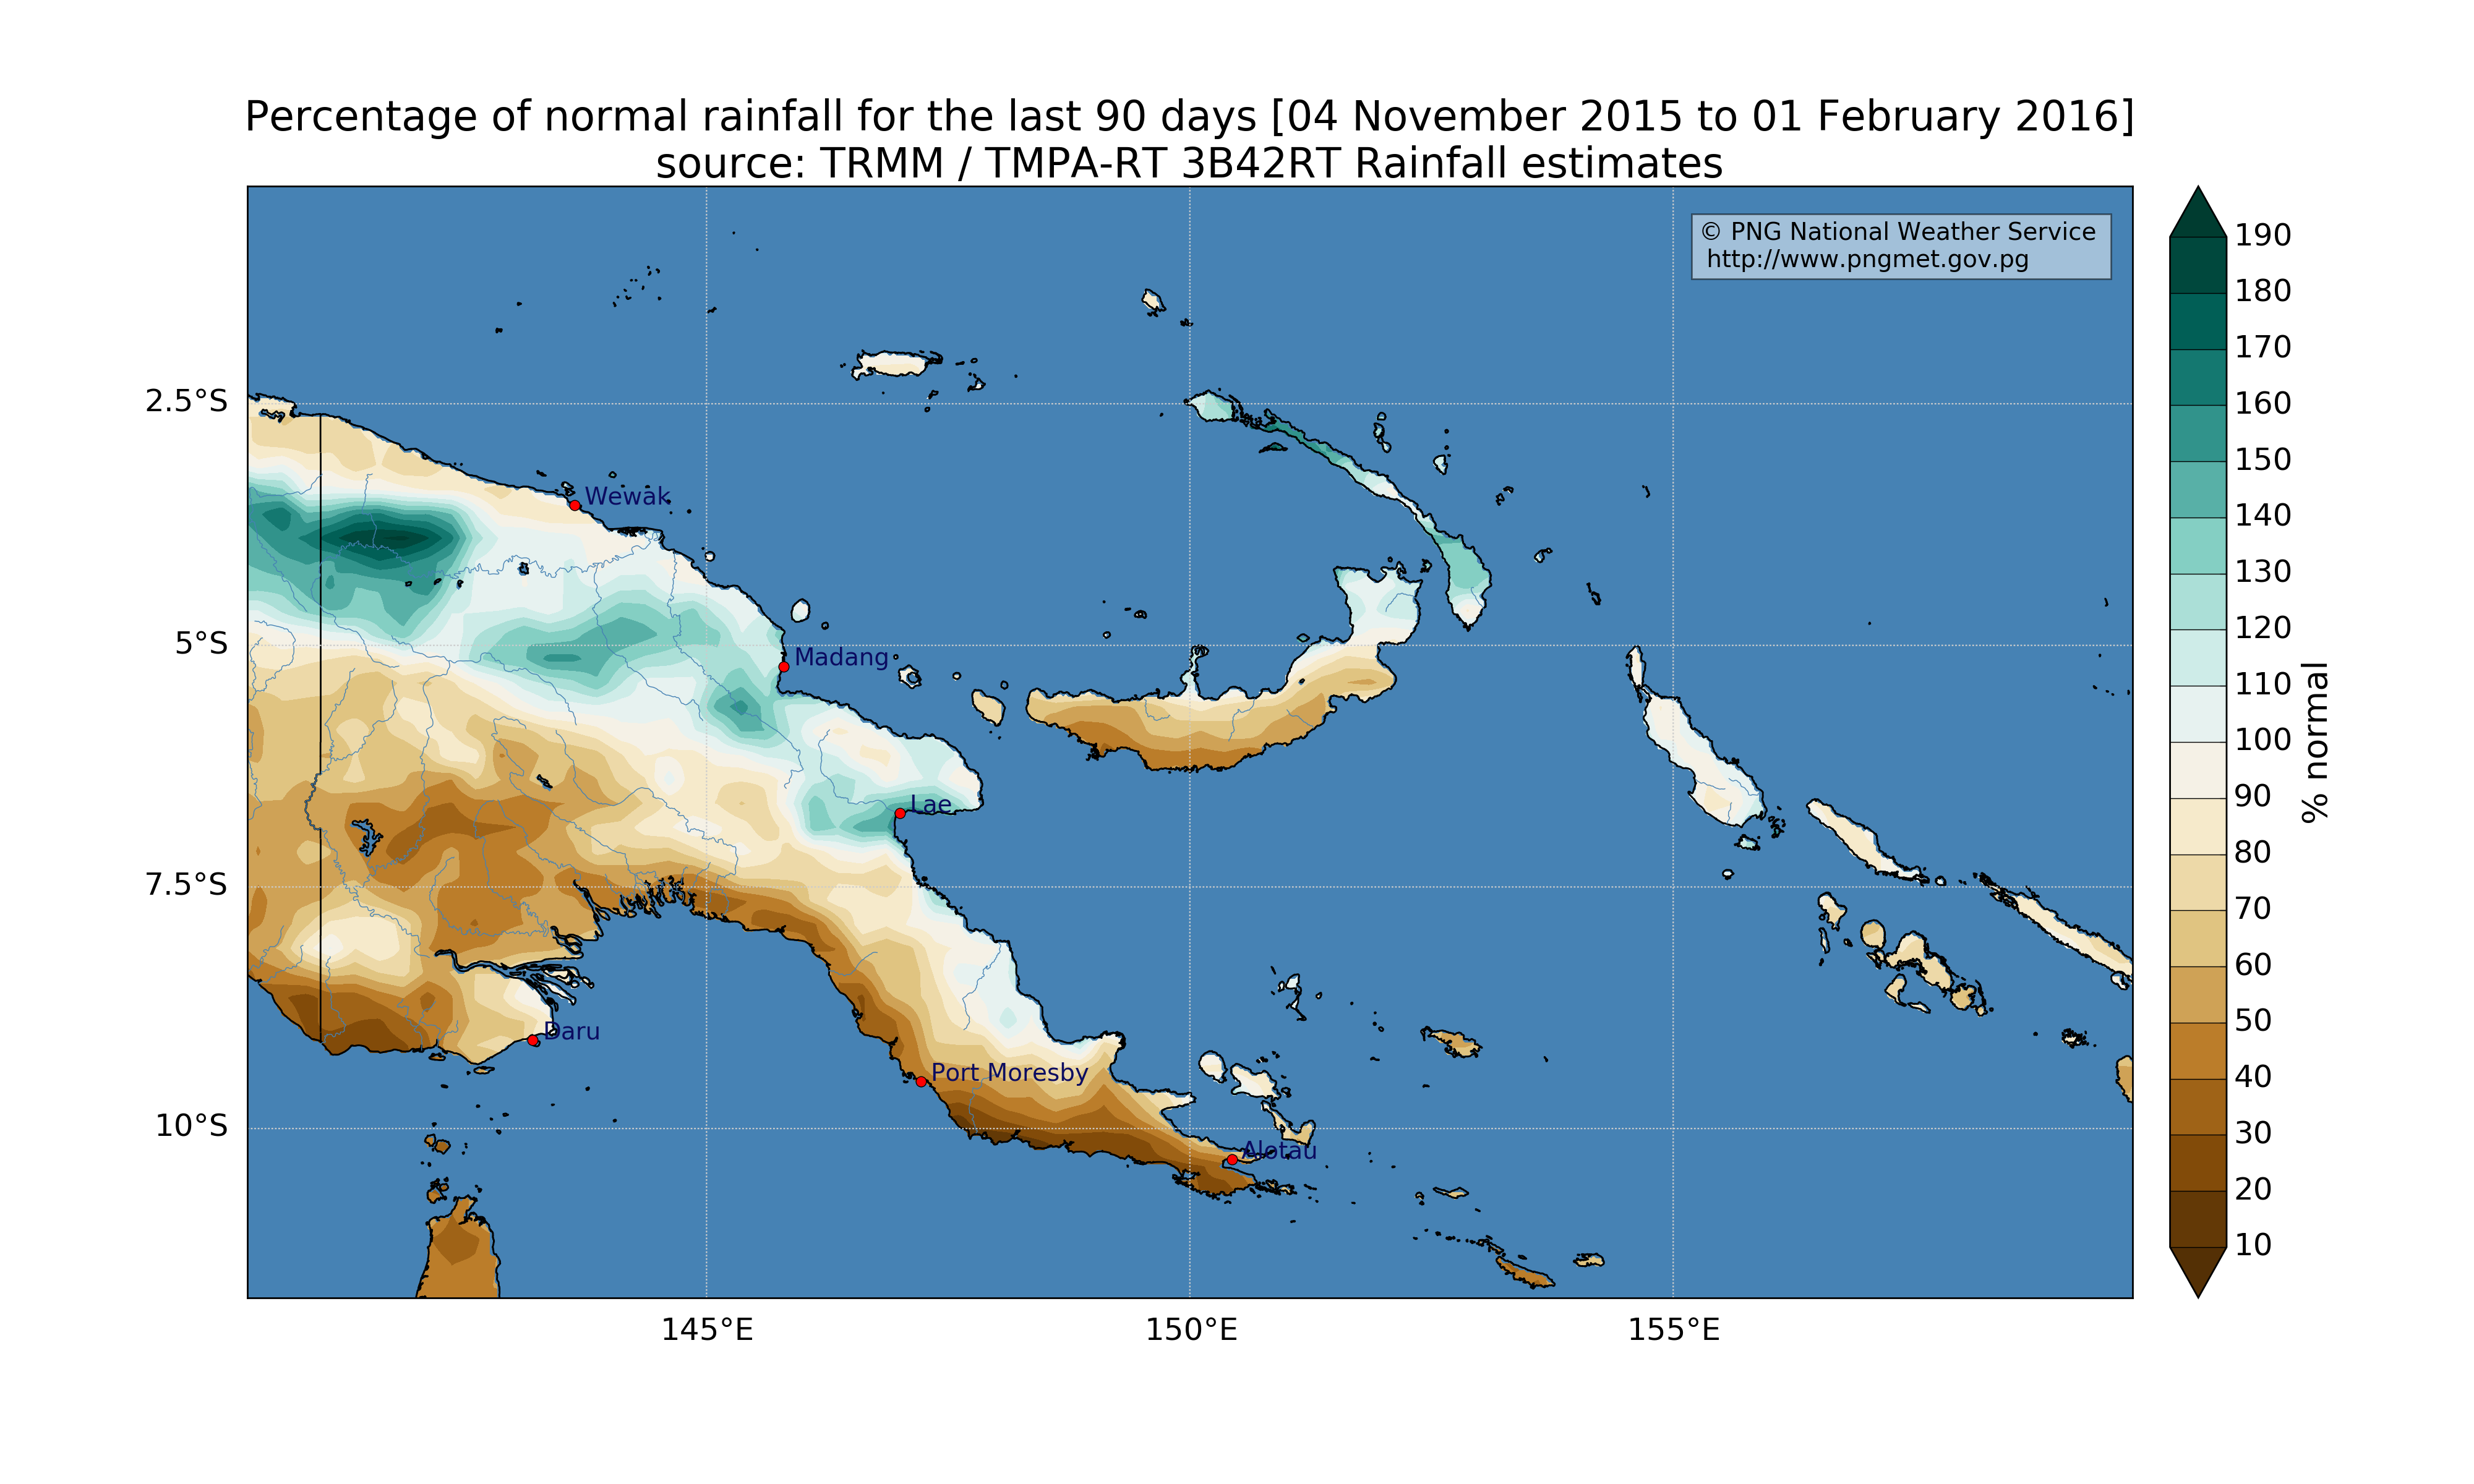 Percentage of normal rainfall for the last 90 days [04 November 2015 to 01 February 2016]
source: TRMM / TMPA-RT 3B42RT Rainfall estimates
© PNG National Weather Service
http://www.pngmet.gov.pg
2.5°S
5°S
7.5°S
10°S
Wewak
Madang
Lae
Daru
Port Moresby
Alotau
145°E
150°E
155°E
190
180
170
160
150
140
130
120
110
100
90
80
70
60
50
40
30
20
10
% normal